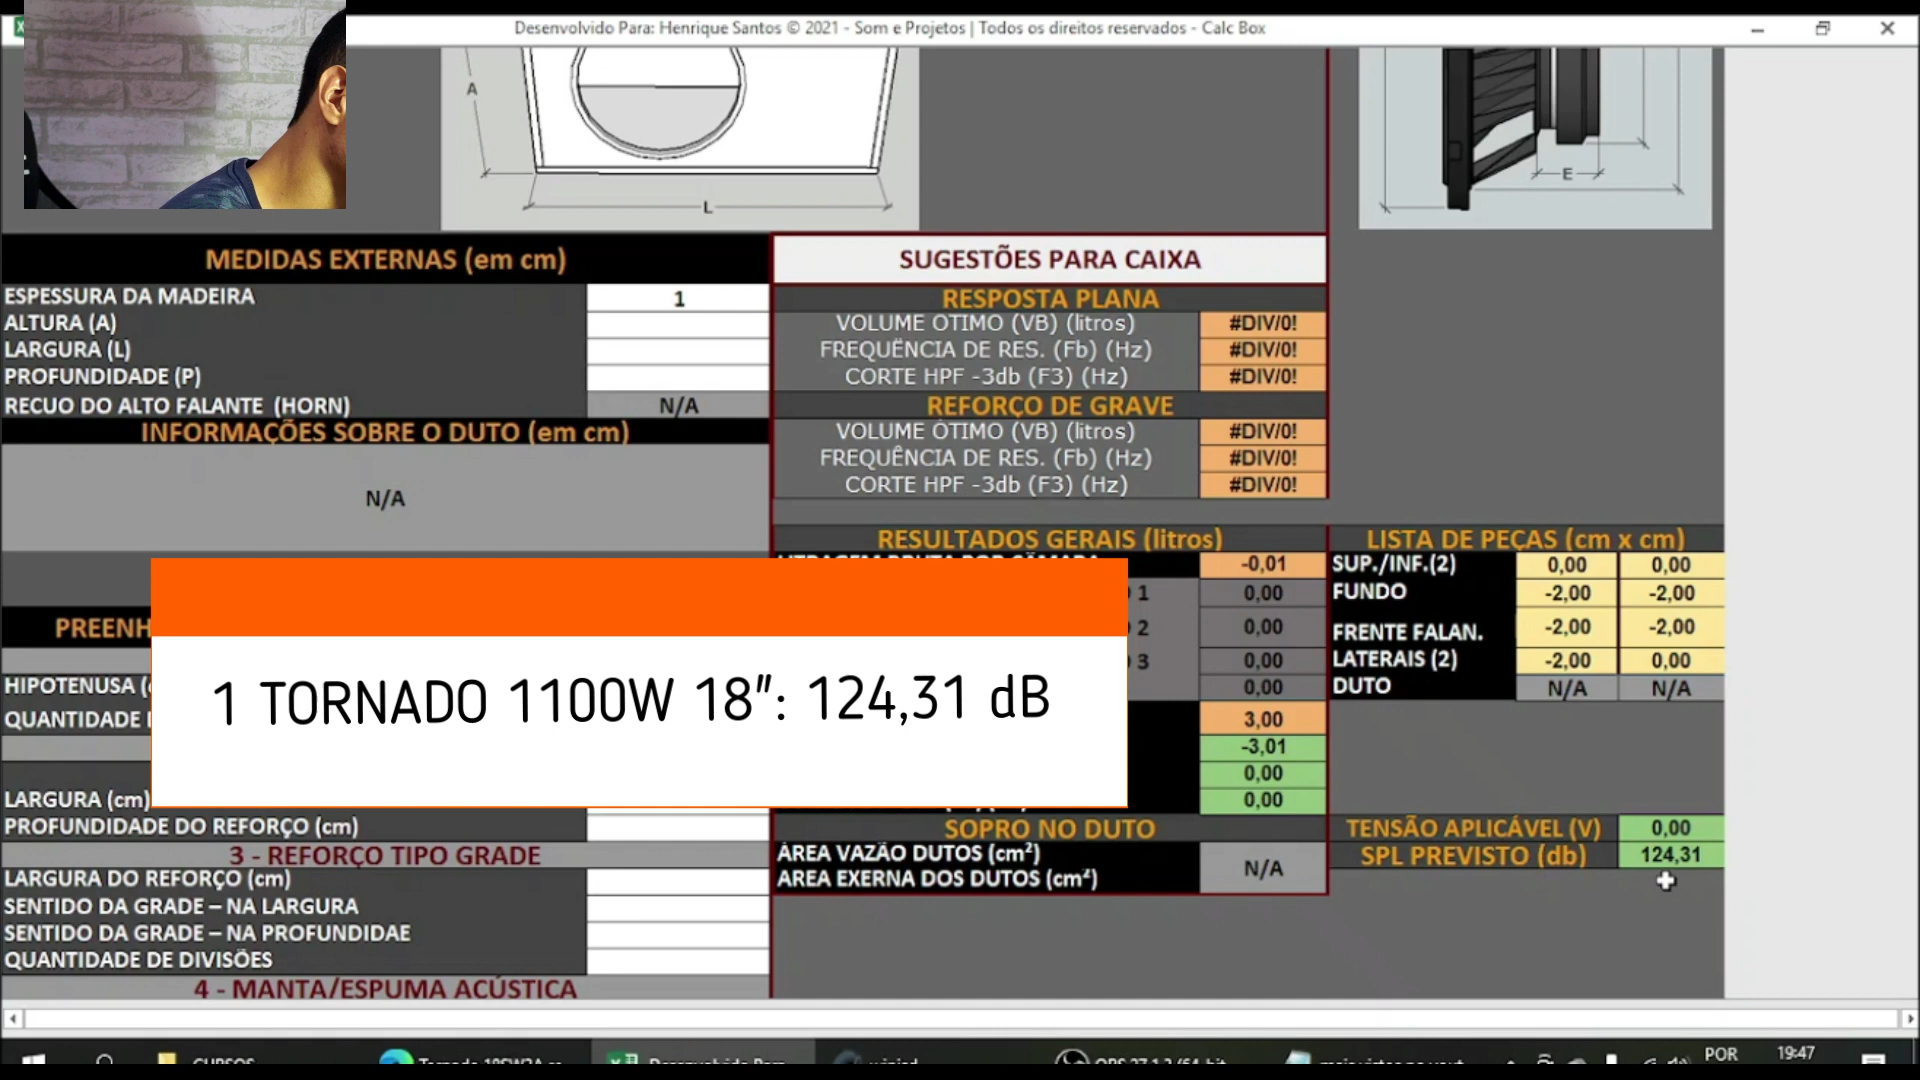 Desenvolvido Para: Henrique Santos © 2021 - Som e Projetos | Todos os direitos reservados - Calc Box
A
L
E
MEDIDAS EXTERNAS (em cm)
ESPESSURA DA MADEIRA 1
ALTURA (A)
LARGURA (L)
PROFUNDIDADE (P)
RECUO DO ALTO FALANTE (HORN) N/A
INFORMAÇÕES SOBRE O DUTO (em cm)
N/A
SUGESTÕES PARA CAIXA
RESPOSTA PLANA
VOLUME OTIMO (VB) (litros) #DIV/0!
FREQUÊNCIA DE RES. (Fb) (Hz) #DIV/0!
CORTE HPF -3db (F3) (Hz) #DIV/0!
REFORÇO DE GRAVE
VOLUME ÓTIMO (VB) (litros) #DIV/0!
FREQUÊNCIA DE RES. (Fb) (Hz) #DIV/0!
CORTE HPF -3db (F3) (Hz) #DIV/0!
RESULTADOS GERAIS (litros)
-0,01
1 0,00
2 0,00
3 0,00
0,00
3,00
-3,01
0,00
0,00
LISTA DE PEÇAS (cm x cm)
SUP./INF.(2) 0,00 0,00
FUNDO -2,00 -2,00
FRENTE FALAN. -2,00 -2,00
LATERAIS (2) -2,00 0,00
DUTO N/A N/A
PREENH
HIPOTENUSA (
QUANTIDADE
1 TORNADO 1100W 18": 124,31 dB
LARGURA (cm)
PROFUNDIDADE DO REFORÇO (cm)
3 - REFORÇO TIPO GRADE
LARGURA DO REFORÇO (cm)
SENTIDO DA GRADE – NA LARGURA
SENTIDO DA GRADE – NA PROFUNDIDAE
QUANTIDADE DE DIVISÕES
4 - MANTA/ESPUMA ACÚSTICA
SOPRO NO DUTO
ÁREA VAZÃO DUTOS (cm²)
AREA EXERNA DOS DUTOS (cm²)
N/A
TENSÃO APLICÁVEL (V) 0,00
SPL PREVISTO (db) 124,31
POR 19:47